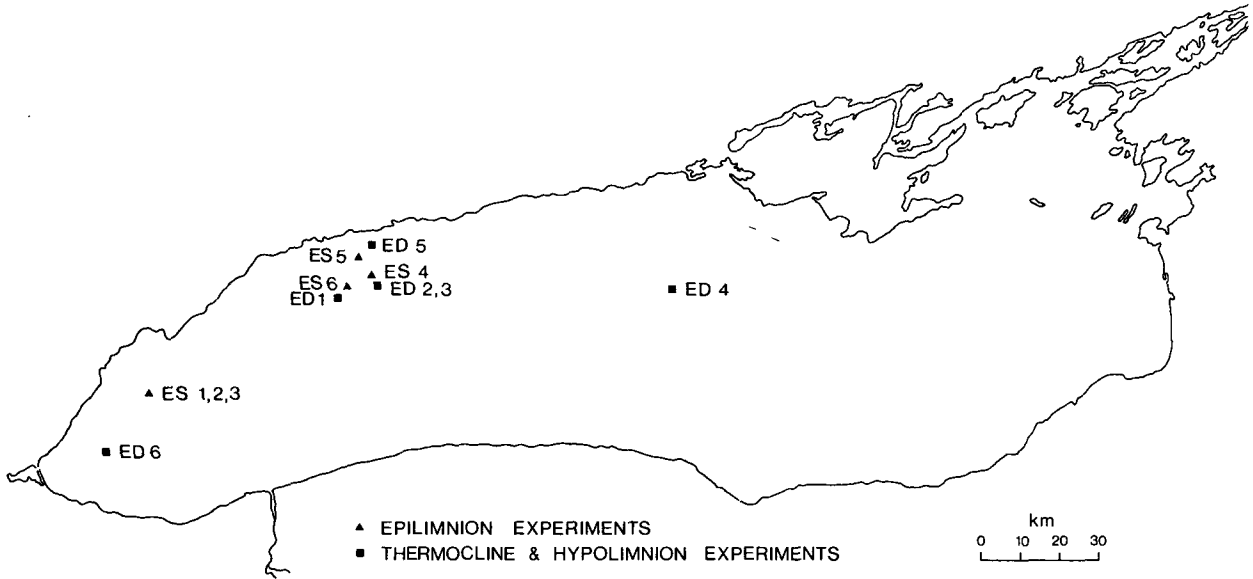 ED 5
ES 5
ES 4
ES 6
ED 2,3
ED 1
ED 4
ES 1,2,3
ED 6
EPILIMNION EXPERIMENTS
THERMOCLINE & HYPOLIMNION EXPERIMENTS
km
0 10 20 30